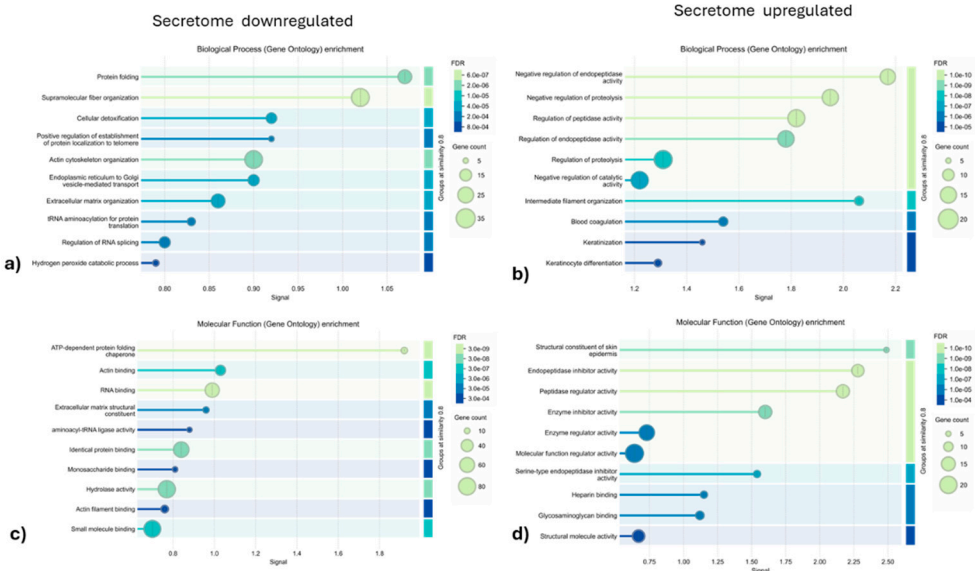 Secretome downregulated
Secretome upregulated
Biological Process (Gene Ontology) enrichment
Protein folding
Supramolecular fiber organization
Cellular detoxification
Positive regulation of establishment
of protein localization to telomere
Actin cytoskeleton organization
Endoplasmic reticulum to Golgi
vesicle-mediated transport
Extracellular matrix organization
tRNA aminoacylation for protein
translation
Regulation of RNA splicing
Hydrogen peroxide catabolic process
0.80 0.85 0.90 0.95 1.00 1.05
Signal
Groups at similarity 0.8
FDR
6.0e-07
2.0e-06
1.0e-05
4.0e-05
2.0e-04
8.0e-04
Gene count
5
15
25
35
a)
Biological Process (Gene Ontology) enrichment
Negative regulation of endopeptidase
activity
Negative regulation of proteolysis
Regulation of peptidase activity
Regulation of endopeptidase activity
Regulation of proteolysis
Negative regulation of catalytic
activity
Intermediate filament organization
Blood coagulation
Keratinization
Keratinocyte differentiation
1.2 1.4 1.6 1.8 2.0 2.2
Signal
Groups at similarity 0.8
FDR
1.0e-10
1.0e-09
1.0e-08
1.0e-07
1.0e-06
1.0e-05
Gene count
5
10
15
20
b)
Molecular Function (Gene Ontology) enrichment
ATP-dependent protein folding
chaperone
Actin binding
RNA binding
Extracellular matrix structural
constituent
aminoacyl-tRNA ligase activity
Identical protein binding
Monosaccharide binding
Hydrolase activity
Actin filament binding
Small molecule binding
0.8 1.0 1.2 1.4 1.6 1.8
Signal
Groups at similarity 0.8
FDR
3.0e-09
3.0e-08
3.0e-07
3.0e-06
3.0e-05
3.0e-04
Gene count
10
40
60
80
c)
Molecular Function (Gene Ontology) enrichment
Structural constituent of skin
epidermis
Endopeptidase inhibitor activity
Peptidase regulator activity
Enzyme inhibitor activity
Enzyme regulator activity
Molecular function regulator activity
Serine-type endopeptidase inhibitor
activity
Heparin binding
Glycosaminoglycan binding
Structural molecule activity
0.75 1.00 1.25 1.50 1.75 2.00 2.25 2.50
Signal
Groups at similarity 0.8
FDR
1.0e-10
1.0e-09
1.0e-08
1.0e-07
1.0e-06
1.0e-04
Gene count
5
10
15
20
d)